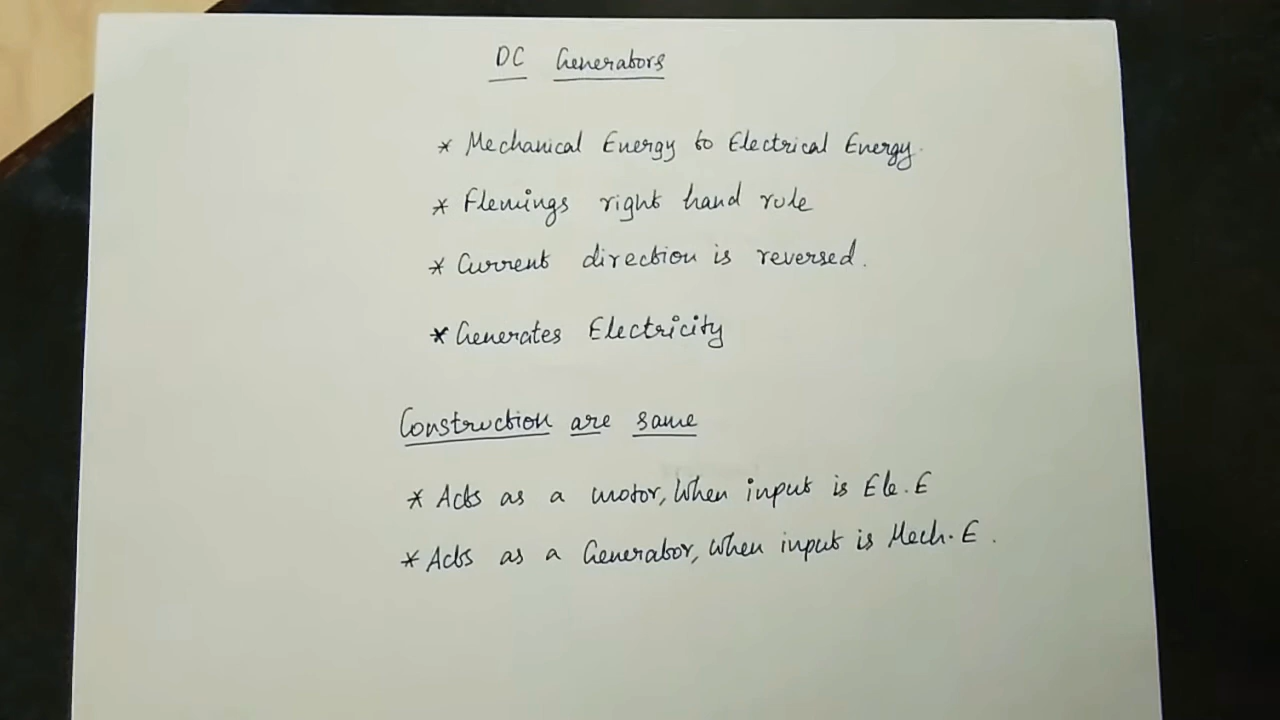 DC Generators
* Mechanical Energy to Electrical Energy.
* Flemings right hand rule
* Current direction is reversed.
* Generates Electricity
Construction are same
* Acts as a motor, when input is Ele. E
* Acts as a Generator, when input is Mech. E.